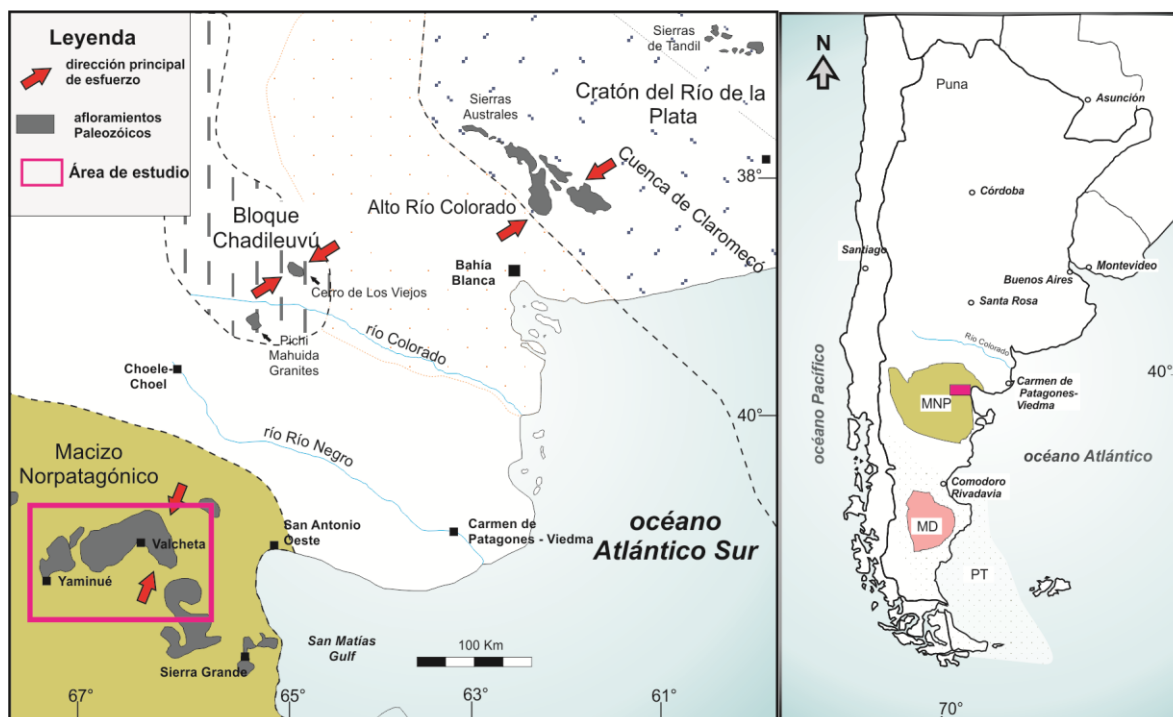 Leyenda
dirección principal
de esfuerzo
afloramientos
Paleozóicos
Área de estudio
Sierras
de Tandil
Cratón del Río de la
Plata
Sierras
Australes
Cuenca de Claromecó
38°
Alto Río Colorado
Bloque
Chadileuvú
Bahía
Blanca
Cerro de Los Viejos
Pichi
Mahuida
Granites
río Colorado
Choele-
Choel
40°
río Río Negro
Macizo
Norpatagónico
San Antonio
Oeste
Carmen de
Patagones - Viedma
océano
Atlántico Sur
Valcheta
Yaminué
San Matías
Gulf
100 Km
Sierra Grande
67°
65°
63°
61°
N
Puna
Asunción
Córdoba
Santiago
Montevideo
Buenos Aires
Santa Rosa
Río Colorado
40°
Carmen de
Patagones-
Viedma
MNP
océano Pacífico
océano Atlántico
Comodoro
Rivadavia
MD
PT
70°